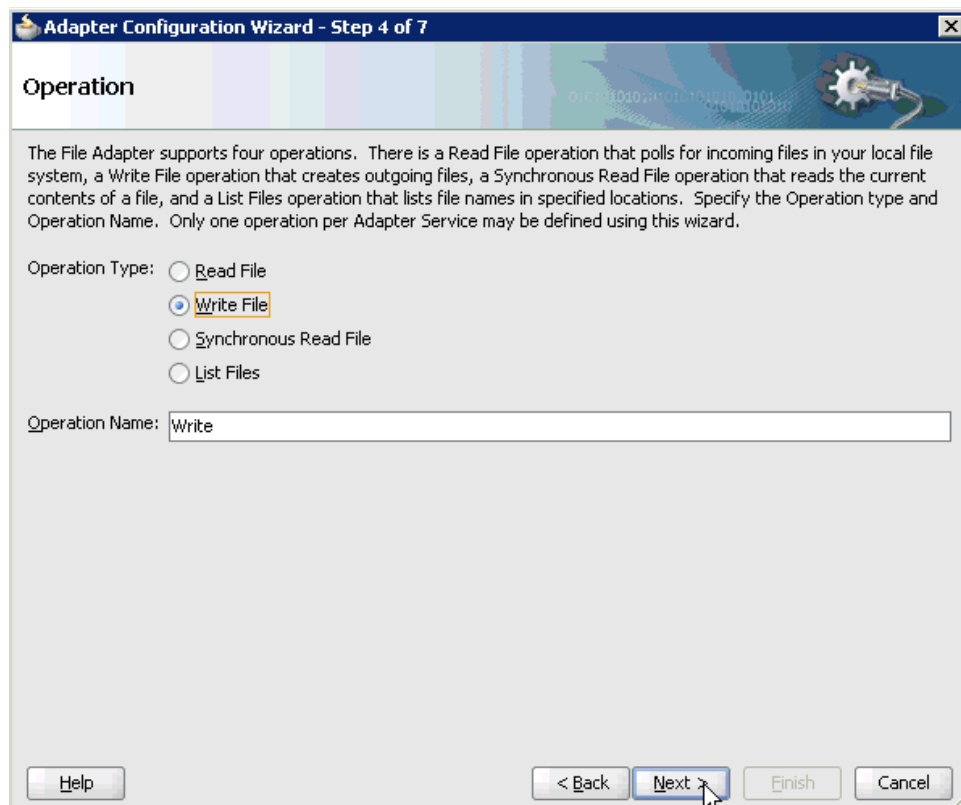 Adapter Configuration Wizard - Step 4 of 7
Operation
The File Adapter supports four operations. There is a Read File operation that polls for incoming files in your local file
system, a Write File operation that creates outgoing files, a Synchronous Read File operation that reads the current
contents of a file, and a List Files operation that lists file names in specified locations. Specify the Operation type and
Operation Name. Only one operation per Adapter Service may be defined using this wizard.
Operation Type: Read File
Write File
Synchronous Read File
List Files
Operation Name: Write
Help < Back Next > Finish Cancel